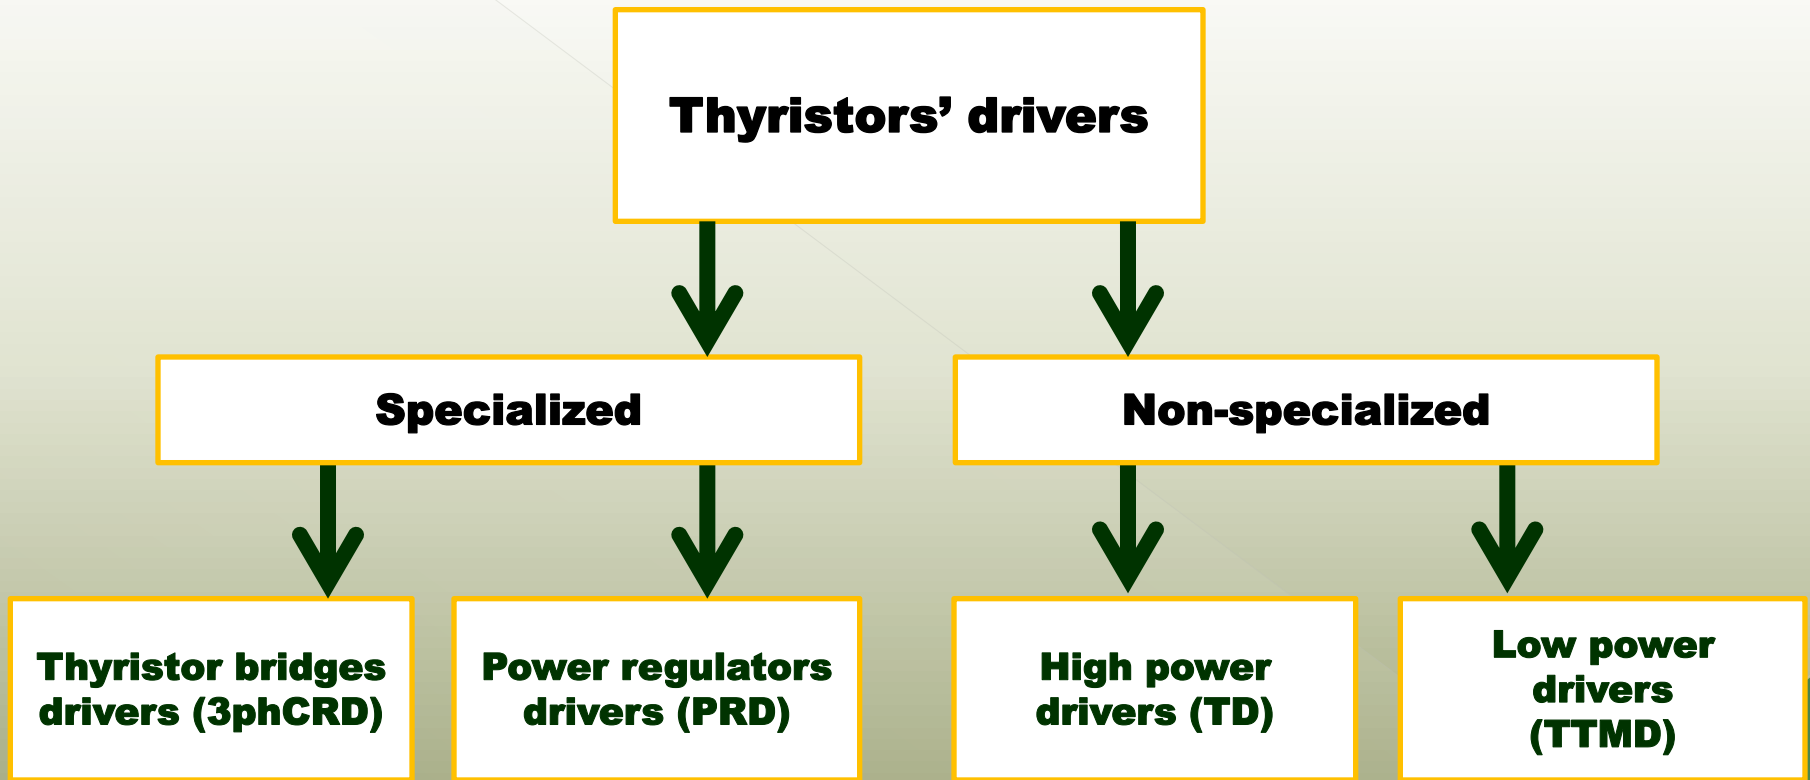 Thyristors’ drivers
Specialized
Non-specialized
Thyristor bridges
drivers (3phCRD)
Power regulators
drivers (PRD)
High power
drivers (TD)
Low power
drivers
(TTMD)